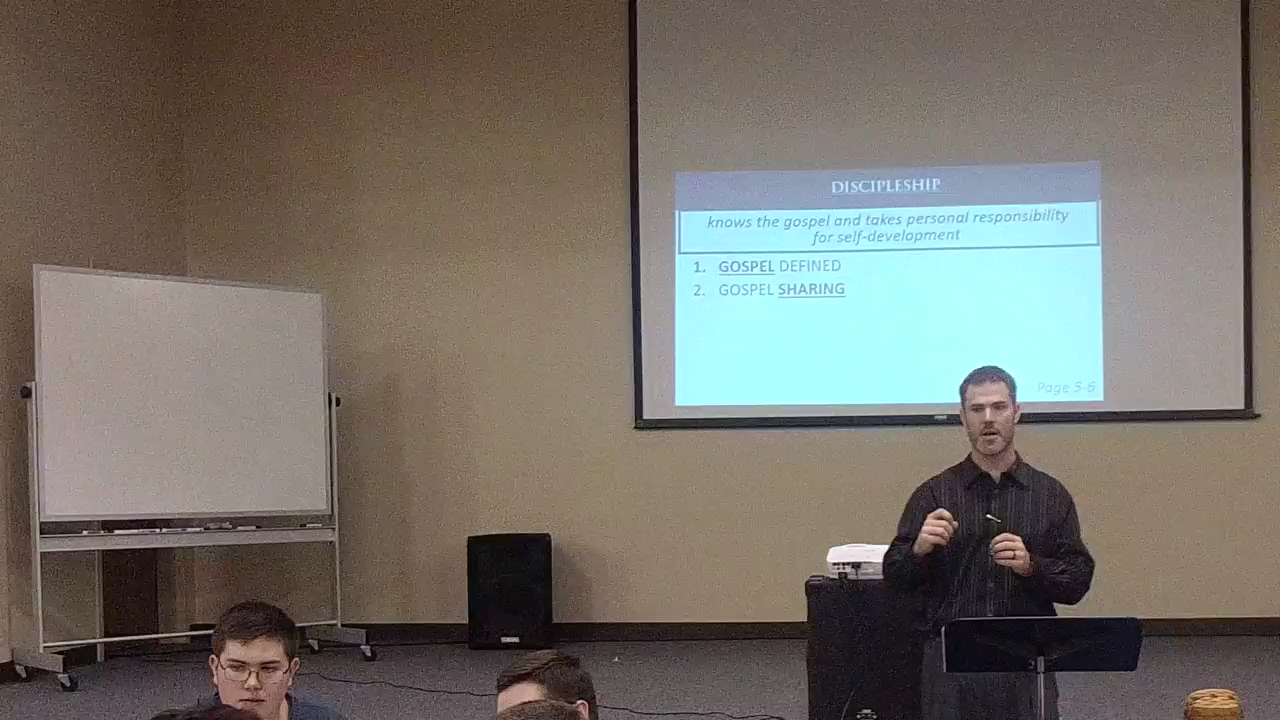 DISCIPLESHIP
knows the gospel and takes personal responsibility
for self-development
1. GOSPEL DEFINED
2. GOSPEL SHARING
Page 5-6